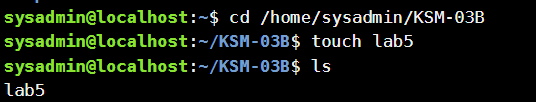 sysadmin@localhost:~$ cd /home/sysadmin/KSM-03B
sysadmin@localhost:~/KSM-03B$ touch lab5
sysadmin@localhost:~/KSM-03B$ ls
lab5